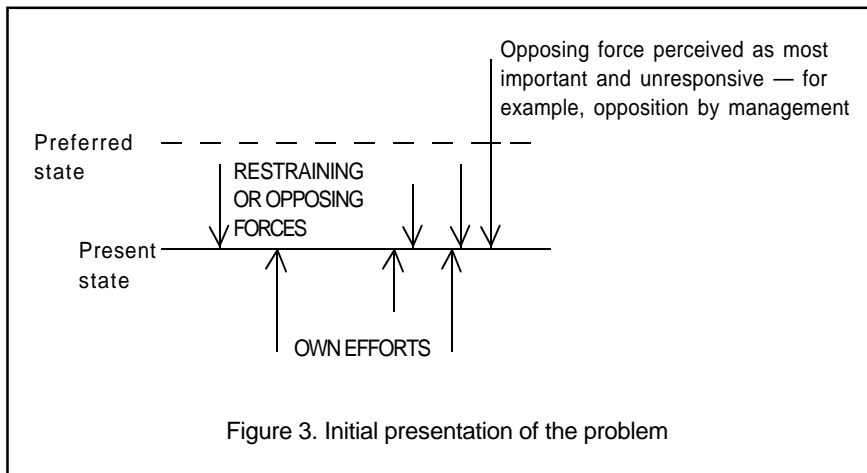 Opposing force perceived as most
important and unresponsive — for
example, opposition by management
Preferred
state
RESTRAINING
OR OPPOSING
FORCES
Present
state
OWN EFFORTS
Figure 3. Initial presentation of the problem